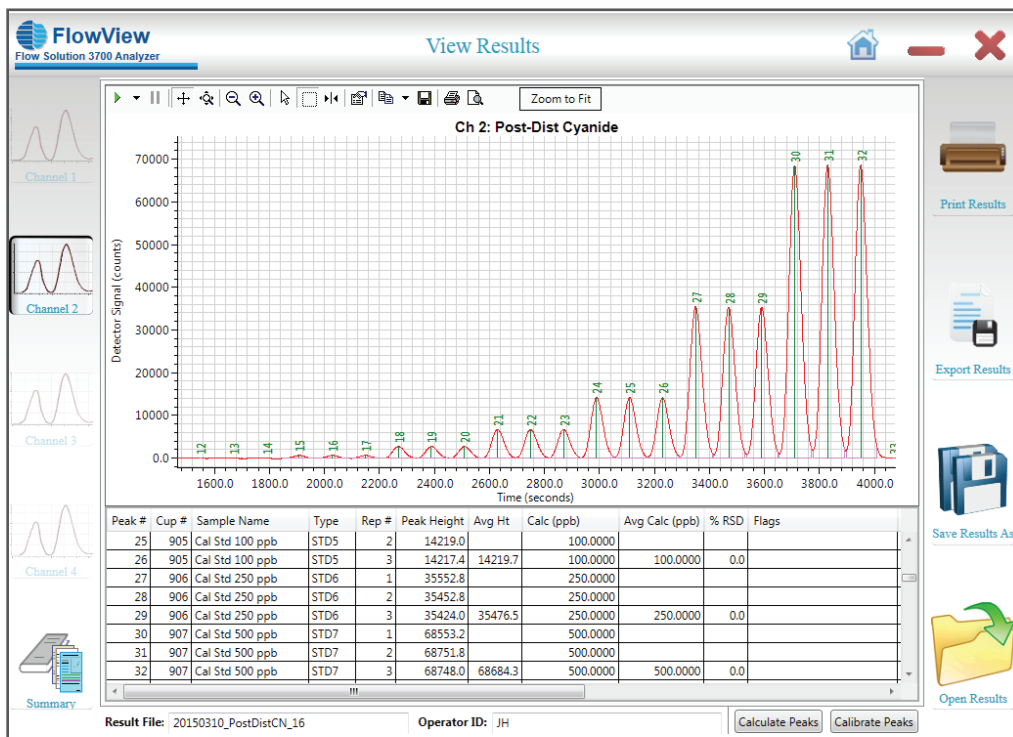 FlowView
Flow Solution 3700 Analyzer
View Results
Zoom to Fit
Ch 2: Post-Dist Cyanide
Channel 1
Channel 2
Channel 3
Channel 4
Summary
Detector Signal (counts)
70000
60000
50000
40000
30000
20000
10000
0.0
12 13 14 15 16 17 18 19 20 21 22 23 24 25 26 27 28 29 30 31 32 33
1600.0 1800.0 2000.0 2200.0 2400.0 2600.0 2800.0 3000.0 3200.0 3400.0 3600.0 3800.0 4000.0
Time (seconds)
Peak # Cup # Sample Name Type Rep # Peak Height Avg Ht Calc (ppb) Avg Calc (ppb) % RSD Flags
25 905 Cal Std 100 ppb STD5 2 14219.0 100.0000
26 905 Cal Std 100 ppb STD5 3 14217.4 14219.7 100.0000 100.0000 0.0
27 906 Cal Std 250 ppb STD6 1 35552.8 250.0000
28 906 Cal Std 250 ppb STD6 2 35452.8 250.0000
29 906 Cal Std 250 ppb STD6 3 35424.0 35476.5 250.0000 250.0000 0.0
30 907 Cal Std 500 ppb STD7 1 68553.2 500.0000
31 907 Cal Std 500 ppb STD7 2 68751.8 500.0000
32 907 Cal Std 500 ppb STD7 3 68748.0 68684.3 500.0000 500.0000 0.0
Result File: 20150310_PostDistCN_16 Operator ID: JH Calculate Peaks Calibrate Peaks
Print Results
Export Results
Save Results As
Open Results